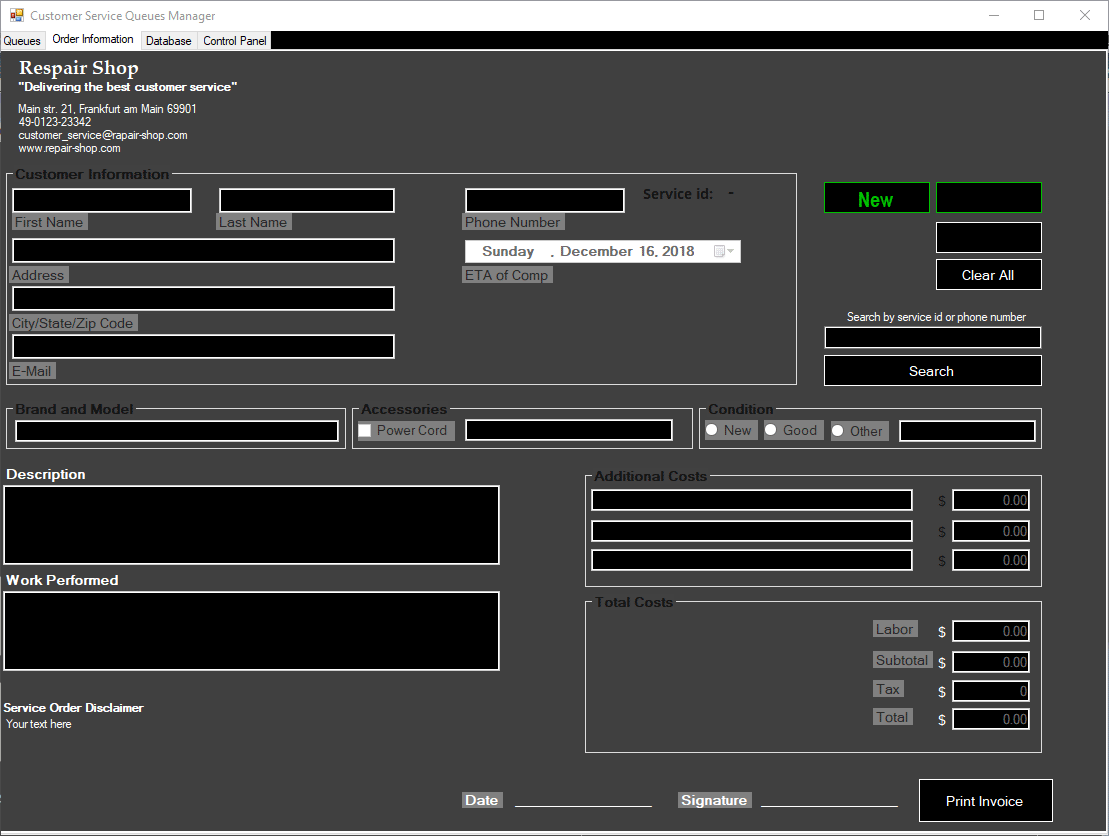 Customer Service Queues Manager
Queues Order Information Database Control Panel
Respair Shop
"Delivering the best customer service"
Main str. 21, Frankfurt am Main 69901
49-0123-23342
customer_service@rapair-shop.com
www.repair-shop.com
Customer Information
Service id: -
First Name Last Name Phone Number
Sunday , December 16, 2018
Address
ETA of Comp
City/State/Zip Code
E-Mail
New
Clear All
Search by service id or phone number
Search
Brand and Model
Accessories
Power Cord
Condition
New Good Other
Description
Work Performed
Additional Costs
$ 0.00
$ 0.00
$ 0.00
Total Costs
Labor $ 0.00
Subtotal $ 0.00
Tax $ 0
Total $ 0.00
Service Order Disclaimer
Your text here
Date Signature
Print Invoice